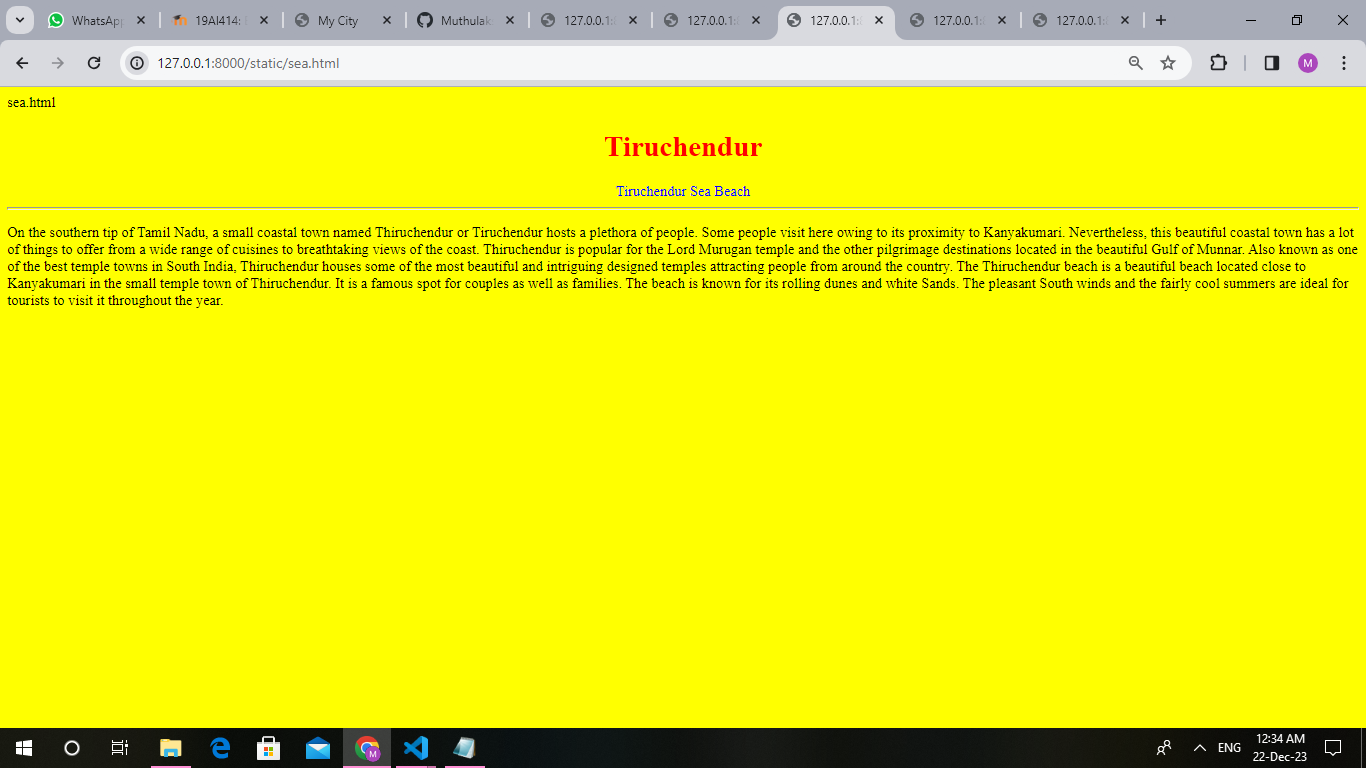 WhatsApp
19AI414:
My City
Muthulak
127.0.0.1:
127.0.0.1:
127.0.0.1:
127.0.0.1:
127.0.0.1:
127.0.0.1:8000/static/sea.html
M
sea.html
Tiruchendur
Tiruchendur Sea Beach
On the southern tip of Tamil Nadu, a small coastal town named Thiruchendur or Tiruchendur hosts a plethora of people. Some people visit here owing to its proximity to Kanyakumari. Nevertheless, this beautiful coastal town has a lot
of things to offer from a wide range of cuisines to breathtaking views of the coast. Thiruchendur is popular for the Lord Murugan temple and the other pilgrimage destinations located in the beautiful Gulf of Munnar. Also known as one
of the best temple towns in South India, Thiruchendur houses some of the most beautiful and intriguing designed temples attracting people from around the country. The Thiruchendur beach is a beautiful beach located close to
Kanyakumari in the small temple town of Thiruchendur. It is a famous spot for couples as well as families. The beach is known for its rolling dunes and white Sands. The pleasant South winds and the fairly cool summers are ideal for
tourists to visit it throughout the year.
M
ENG
12:34 AM
22-Dec-23